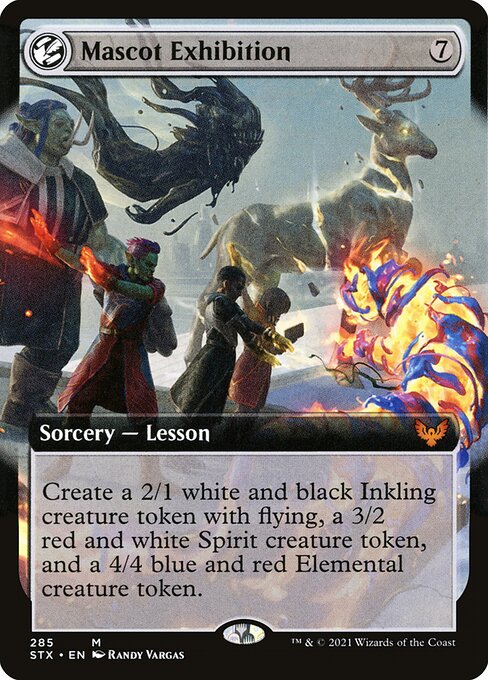 Mascot Exhibition 7
Sorcery — Lesson
Create a 2/1 white and black Inkling
creature token with flying, a 3/2
red and white Spirit creature token,
and a 4/4 blue and red Elemental
creature token.
285 M
STX • EN RANDY VARGAS
™ & © 2021 Wizards of the Coast